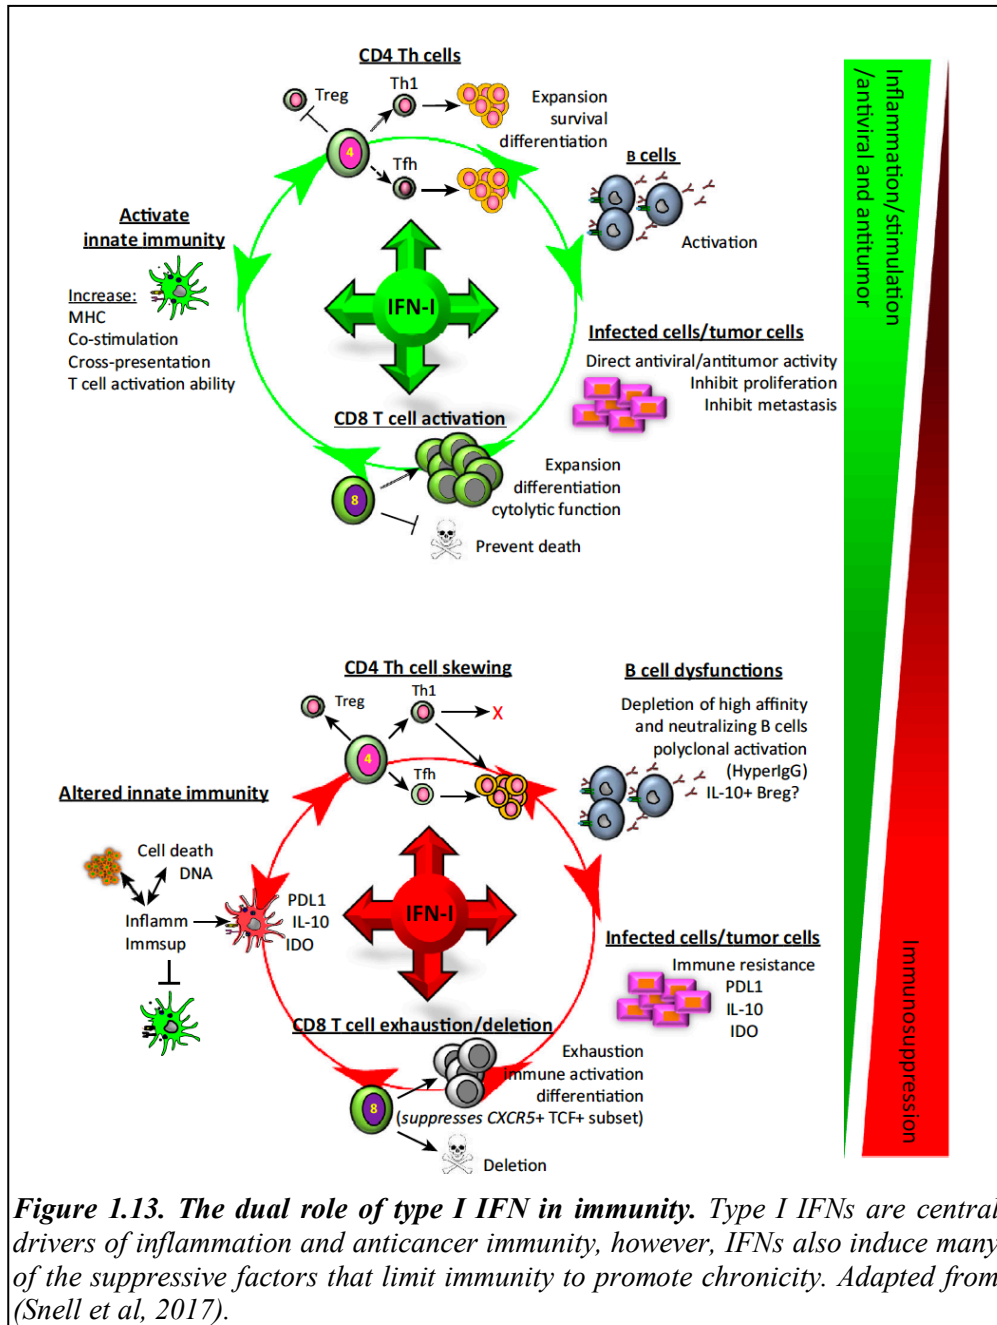 CD4 Th cells
Th1
Treg
4
Tfh
Expansion
survival
differentiation
B cells
Activation
Activate
innate immunity
Increase:
MHC
Co-stimulation
Cross-presentation
T cell activation ability
IFN-I
Infected cells/tumor cells
Direct antiviral/antitumor activity
Inhibit proliferation
Inhibit metastasis
CD8 T cell activation
8
Expansion
differentiation
cytolytic function
Prevent death
Inflammation/stimulation
/antiviral and antitumor
CD4 Th cell skewing
Th1
Treg
X
4
Tfh
B cell dysfunctions
Depletion of high affinity
and neutralizing B cells
polyclonal activation
(HyperIgG)
IL-10+ Breg?
Altered innate immunity
Cell death
DNA
Inflamm
Immsup
PDL1
IL-10
IDO
IFN-I
Infected cells/tumor cells
Immune resistance
PDL1
IL-10
IDO
CD8 T cell exhaustion/deletion
8
Exhaustion
immune activation
differentiation
(suppresses CXCR5+ TCF+ subset)
Deletion
Immunosuppression
Figure 1.13. The dual role of type I IFN in immunity. Type I IFNs are central
drivers of inflammation and anticancer immunity, however, IFNs also induce many
of the suppressive factors that limit immunity to promote chronicity. Adapted from
(Snell et al, 2017).